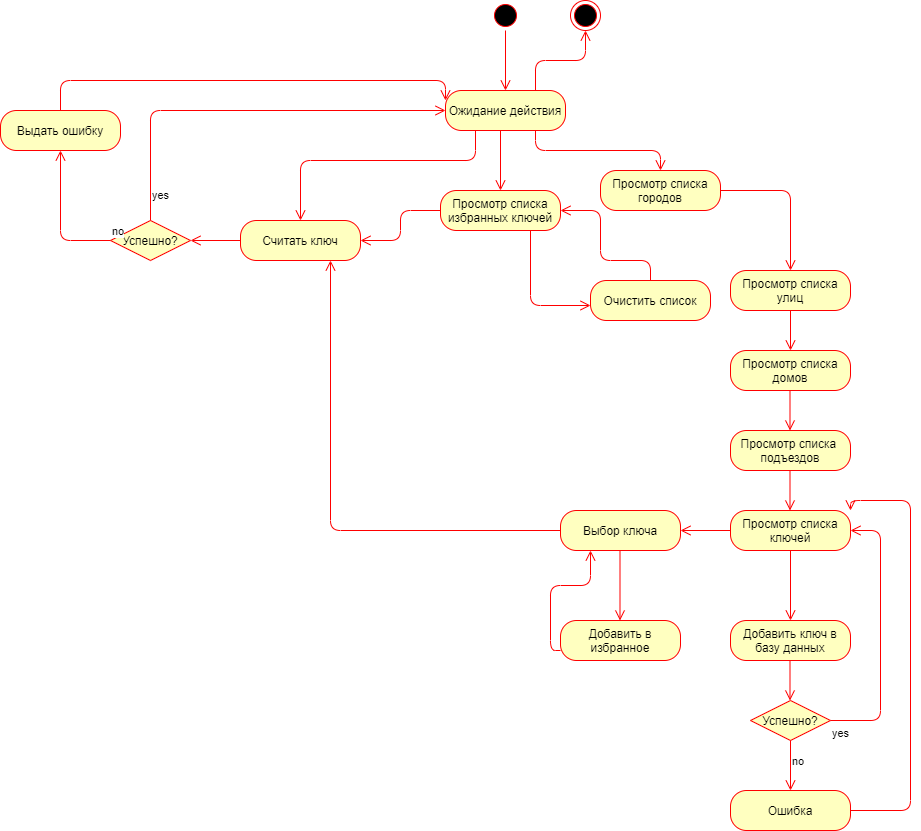 Ожидание действия
Выдать ошибку
Просмотр списка
городов
yes
Просмотр списка
избранных ключей
no
Успешно?
Считать ключ
Просмотр списка
улиц
Очистить список
Просмотр списка
домов
Просмотр списка
подъездов
Выбор ключа
Просмотр списка
ключей
Добавить в
избранное
Добавить ключ в
базу данных
Успешно?
yes
no
Ошибка